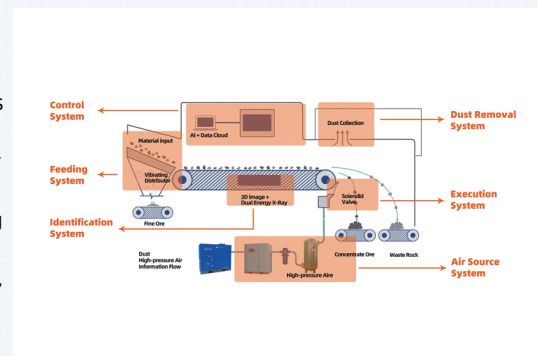 Control
System
Feeding
System
Identification
System
Material input
Vibrating
Distributor
Fine Ore
AI + Data Cloud
Dust Collection
3D Image +
Dual Energy X-Ray
Solendid
Valve
Dust
High-pressure Air
Information Flow
High-pressure Aire
Concentrate Ore
Waste Rock
Dust Removal
System
Execution
System
Air Source
System